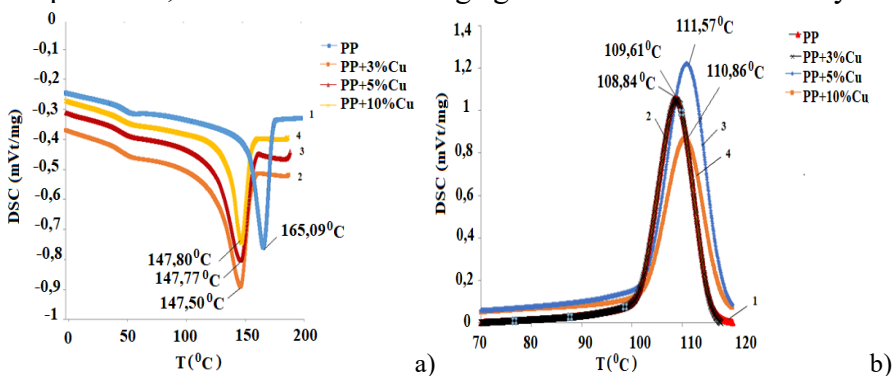 0
-0,1
-0,2
-0,3
-0,4
-0,5
-0,6
-0,7
-0,8
-0,9
-1
DSC (mVt/mg)
PP
PP+3%Cu
PP+5%Cu
PP+10%Cu
1
4
3
2
165,09⁰C
147,80⁰C
147,77⁰C
147,50⁰C
0 50 100 150 200
T(⁰C)
a)
1,4
1,2
1
0,8
0,6
0,4
0,2
0
DSC (mVt/mg)
111,57⁰C
109,61⁰C
108,84⁰C
110,86⁰C
PP
PP+3%Cu
PP+5%Cu
PP+10%Cu
2
3
4
1
70 80 90 100 110 120
T(⁰C)
b)